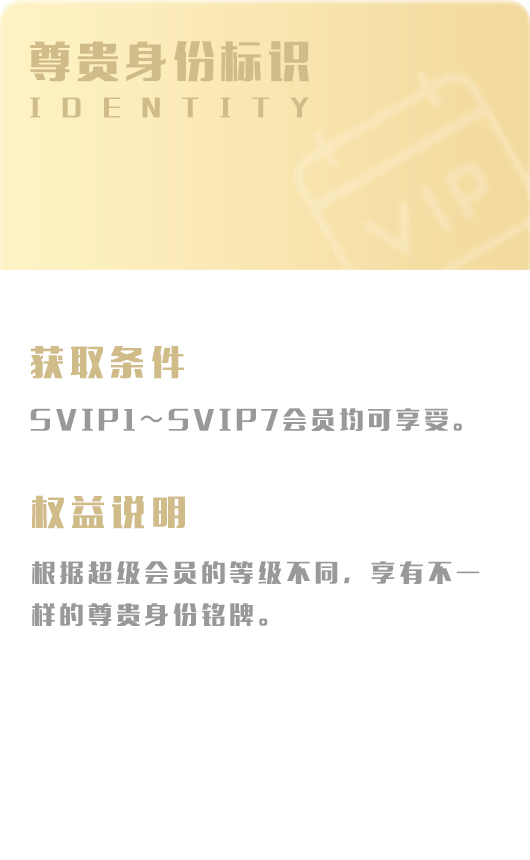 尊贵身份标识
IDENTITY
VIP
获取条件
SVIP1～SVIP7会员均可享受。
权益说明
根据超级会员的等级不同，享有不一
样的尊贵身份铭牌。